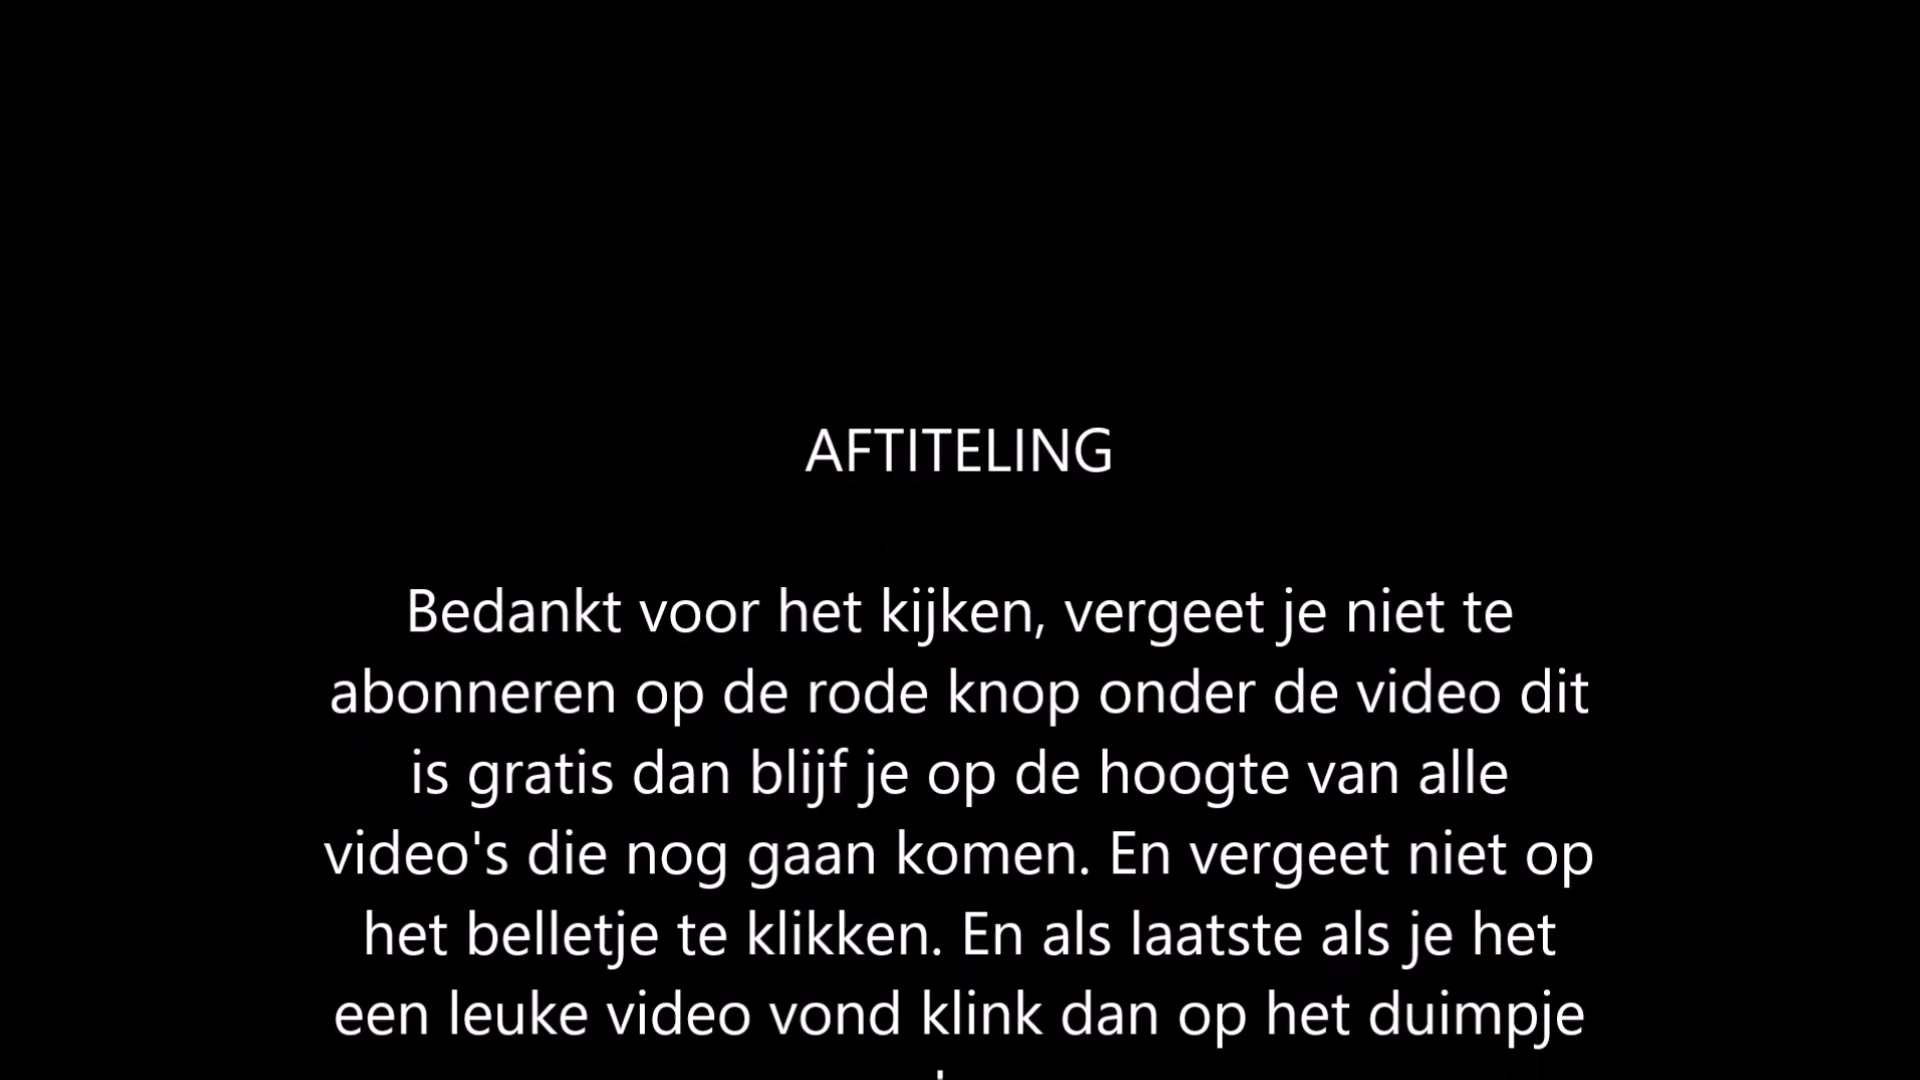 AFTITELING
Bedankt voor het kijken, vergeet je niet te
abonneren op de rode knop onder de video dit
is gratis dan blijf je op de hoogte van alle
video's die nog gaan komen. En vergeet niet op
het belletje te klikken. En als laatste als je het
een leuke video vond klink dan op het duimpje